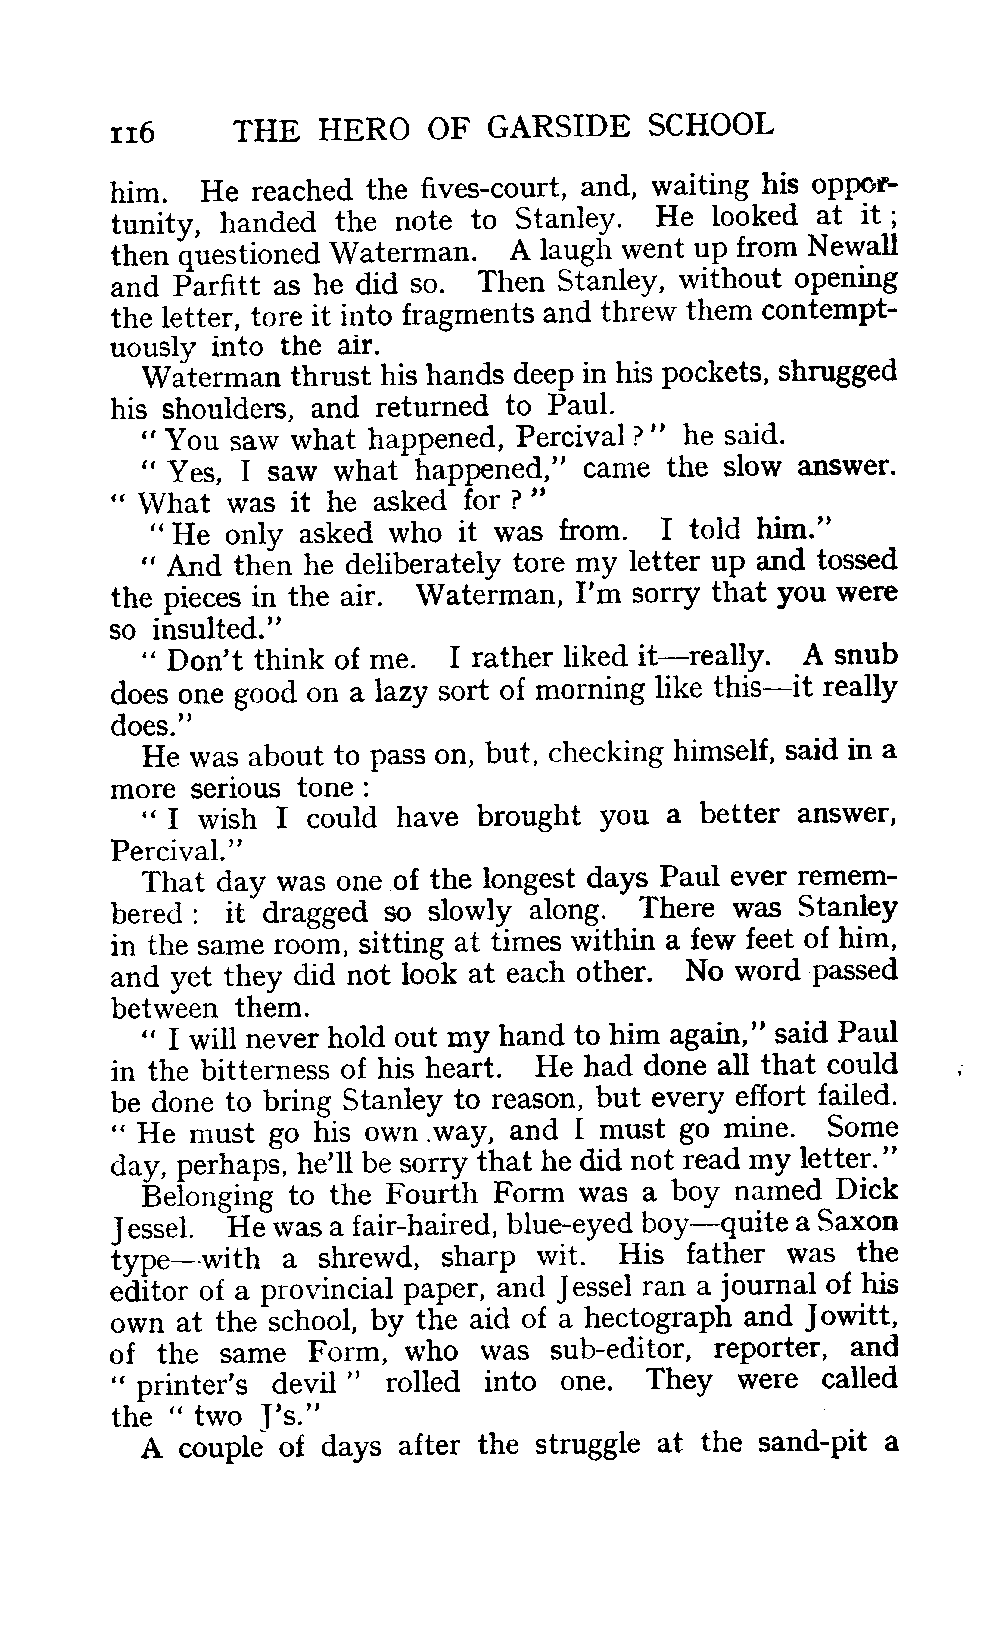 116 THE HERO OF GARSIDE SCHOOL
him. He reached the fives-court, and, waiting his oppor-
tunity, handed the note to Stanley. He looked at it ;
then questioned Waterman. A laugh went up from Newall
and Parfitt as he did so. Then Stanley, without opening
the letter, tore it into fragments and threw them contempt-
uously into the air.
Waterman thrust his hands deep in his pockets, shrugged
his shoulders, and returned to Paul.
" You saw what happened, Percival ? " he said.
" Yes, I saw what happened," came the slow answer.
" What was it he asked for ? "
" He only asked who it was from. I told him."
" And then he deliberately tore my letter up and tossed
the pieces in the air. Waterman, I'm sorry that you were
so insulted."
" Don't think of me. I rather liked it—really. A snub
does one good on a lazy sort of morning like this—it really
does."
He was about to pass on, but, checking himself, said in a
more serious tone :
" I wish I could have brought you a better answer,
Percival."
That day was one of the longest days Paul ever remem-
bered : it dragged so slowly along. There was Stanley
in the same room, sitting at times within a few feet of him,
and yet they did not look at each other. No word passed
between them.
" I will never hold out my hand to him again," said Paul
in the bitterness of his heart. He had done all that could
be done to bring Stanley to reason, but every effort failed.
" He must go his own way, and I must go mine. Some
day, perhaps, he'll be sorry that he did not read my letter."
Belonging to the Fourth Form was a boy named Dick
Jessel. He was a fair-haired, blue-eyed boy—quite a Saxon
type—with a shrewd, sharp wit. His father was the
editor of a provincial paper, and Jessel ran a journal of his
own at the school, by the aid of a hectograph and Jowitt,
of the same Form, who was sub-editor, reporter, and
" printer's devil " rolled into one. They were called
the " two J's."
A couple of days after the struggle at the sand-pit a